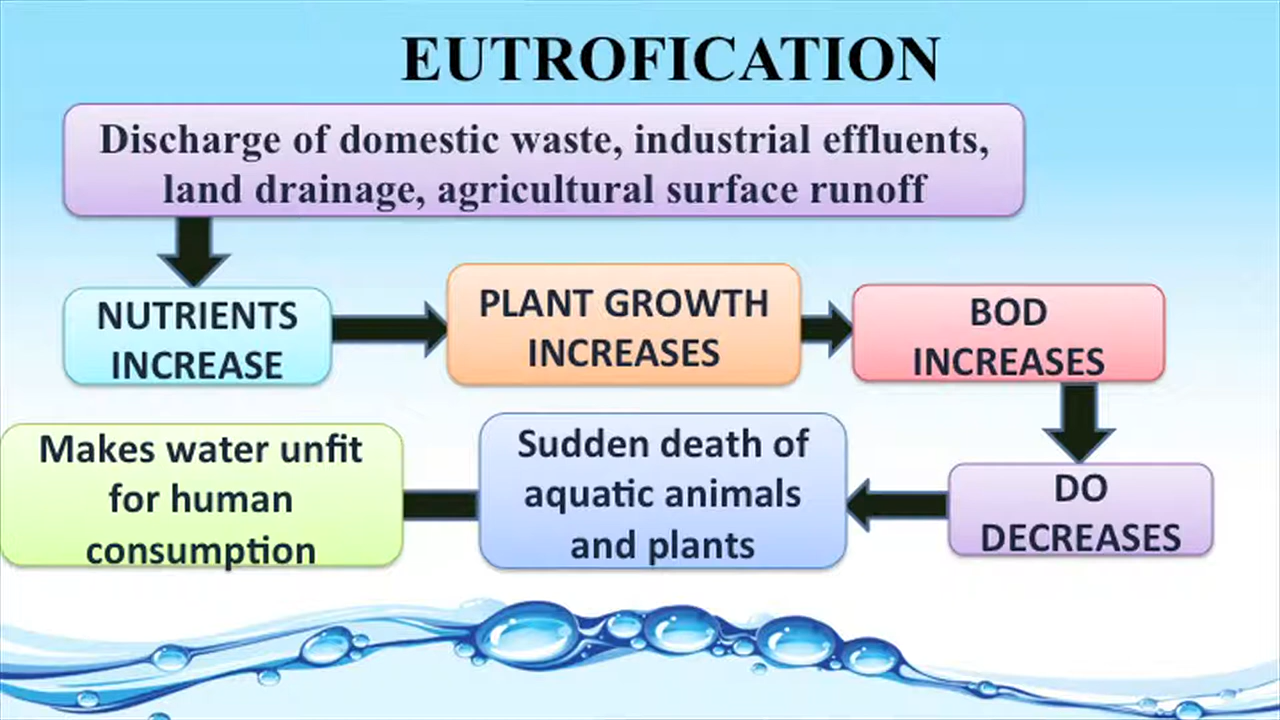 EUTROFICATION
Discharge of domestic waste, industrial effluents,
land drainage, agricultural surface runoff
NUTRIENTS
INCREASE
PLANT GROWTH
INCREASES
BOD
INCREASES
DO
DECREASES
Sudden death of
aquatic animals
and plants
Makes water unfit
for human
consumption